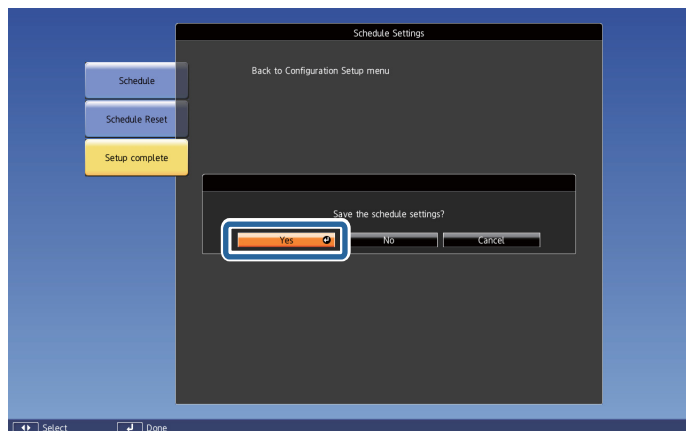 Schedule Settings
Back to Configuration Setup menu
Schedule
Schedule Reset
Setup complete
Save the schedule settings?
Yes No Cancel
Select Done